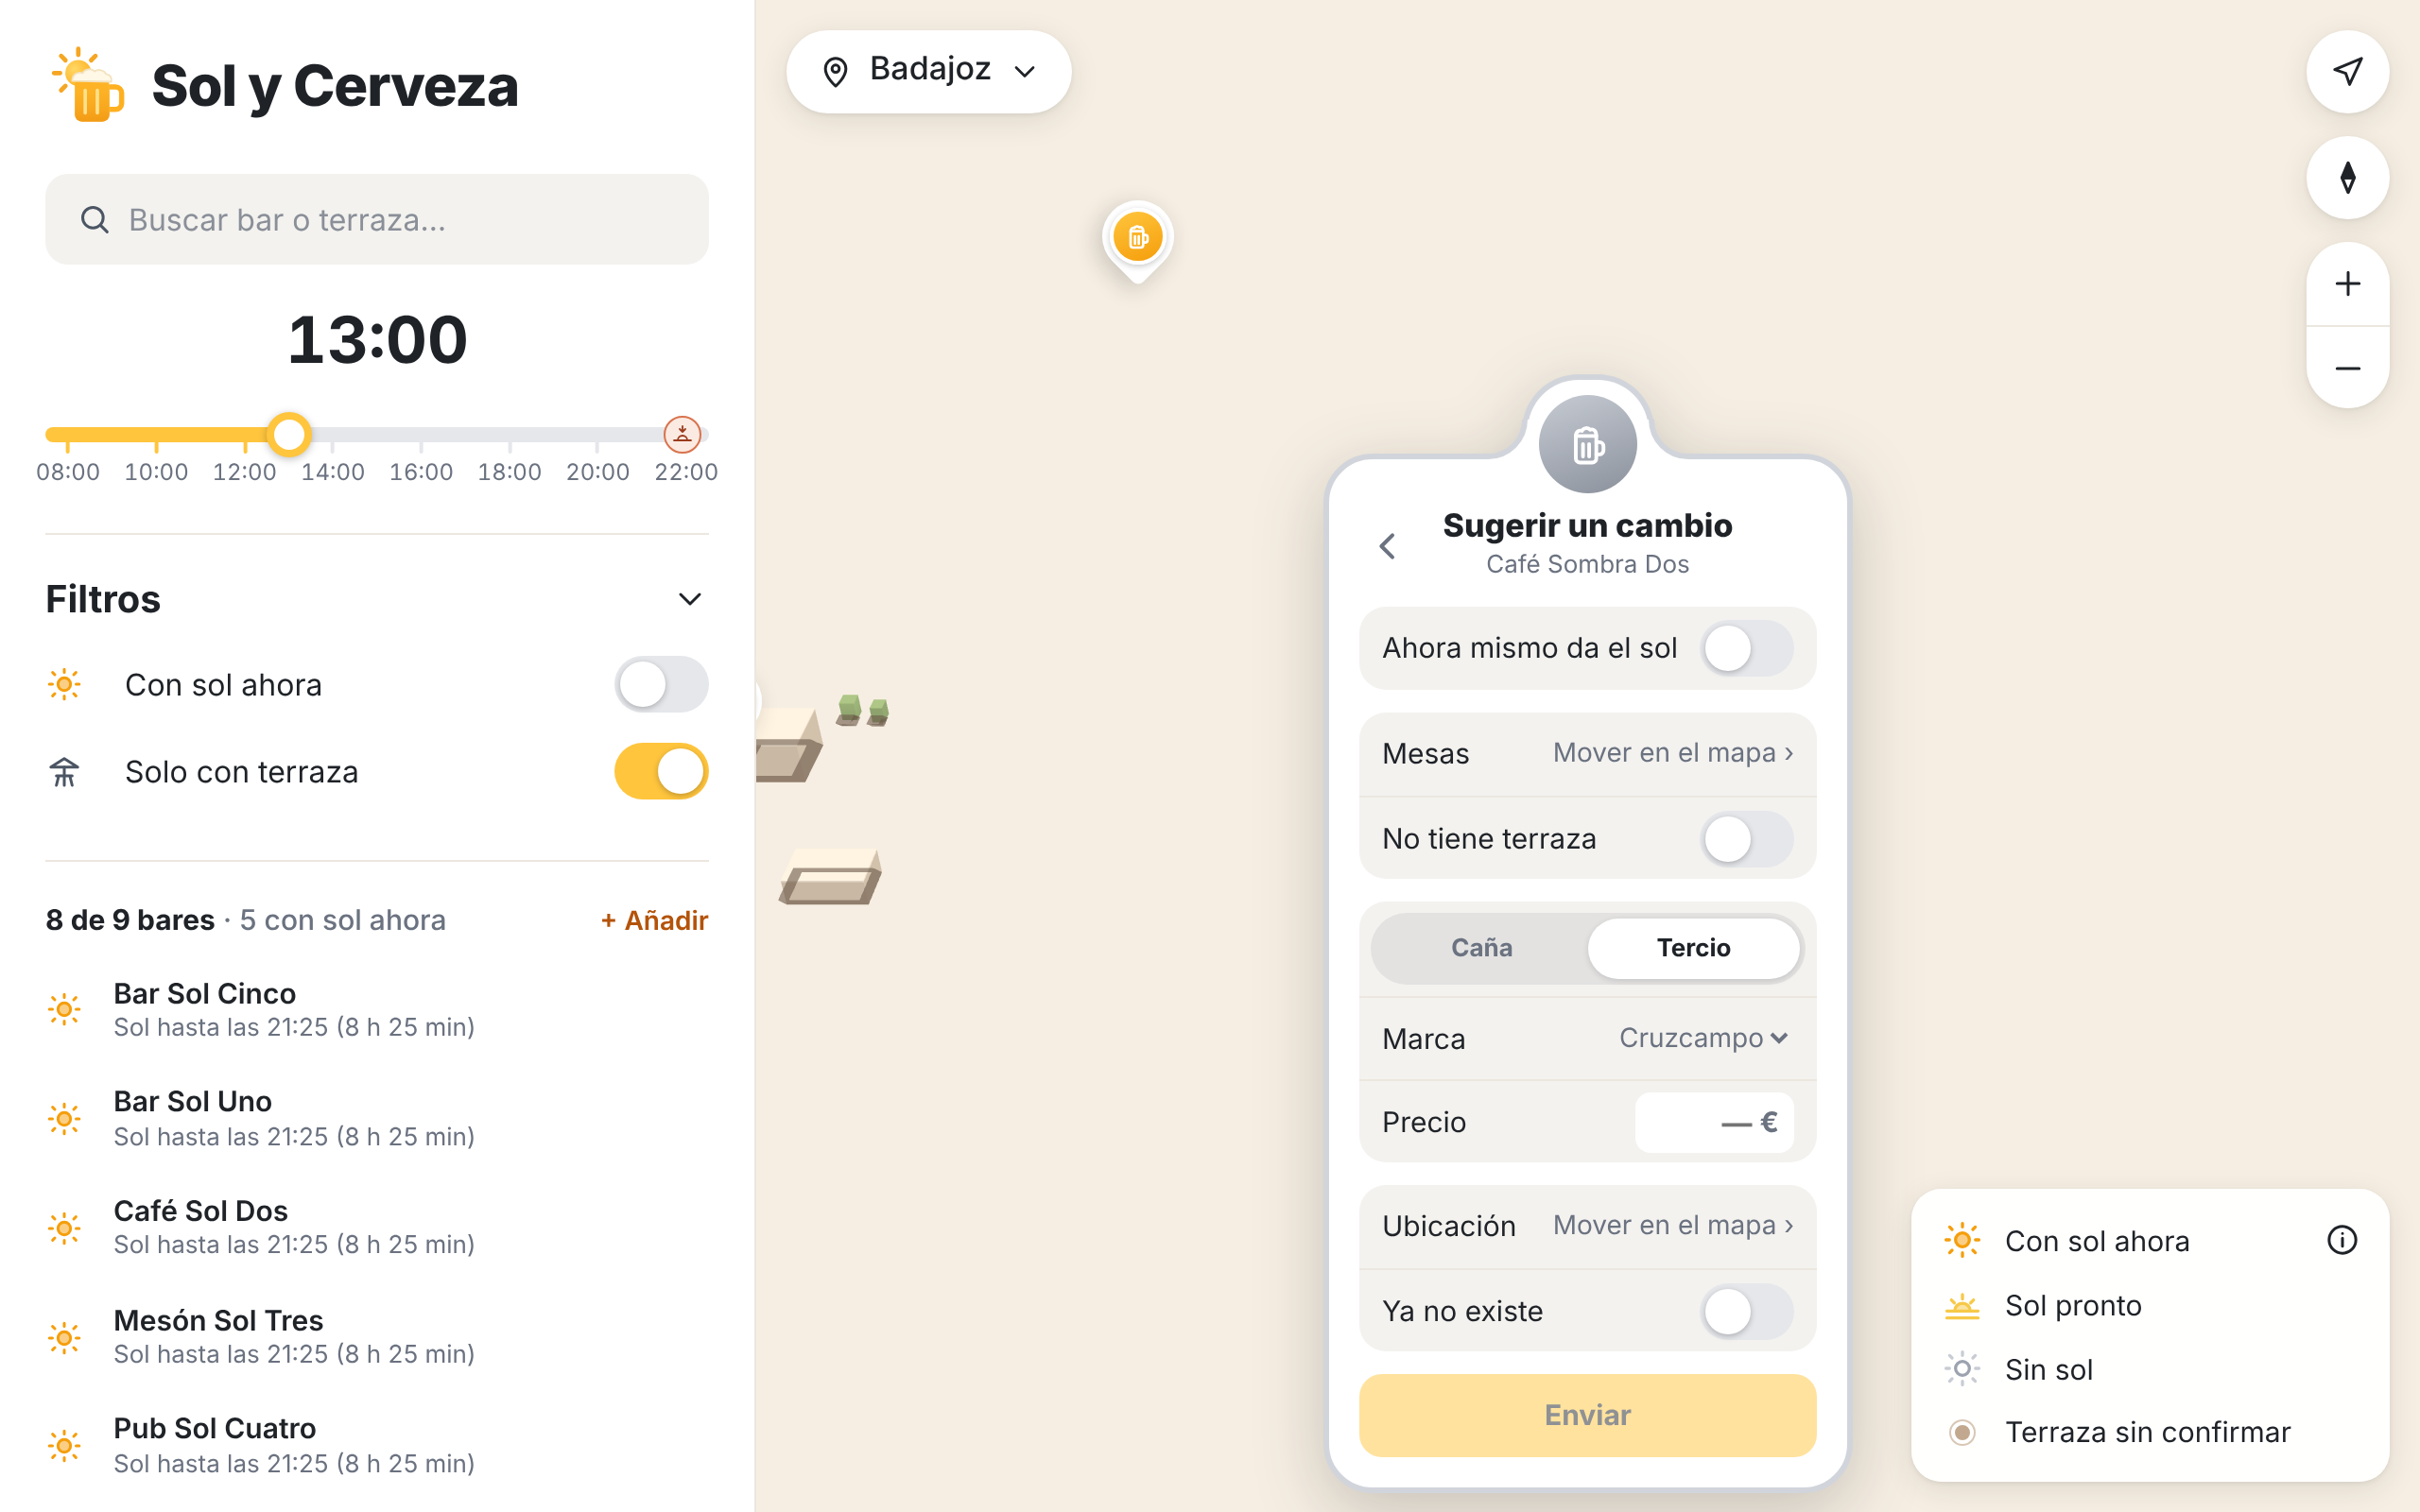 Sol y Cerveza
Buscar bar o terraza...
13:00
08:00 10:00 12:00 14:00 16:00 18:00 20:00 22:00
Filtros
Con sol ahora
Solo con terraza
8 de 9 bares · 5 con sol ahora + Añadir
Bar Sol Cinco
Sol hasta las 21:25 (8 h 25 min)
Bar Sol Uno
Sol hasta las 21:25 (8 h 25 min)
Café Sol Dos
Sol hasta las 21:25 (8 h 25 min)
Mesón Sol Tres
Sol hasta las 21:25 (8 h 25 min)
Pub Sol Cuatro
Sol hasta las 21:25 (8 h 25 min)
Badajoz
Sugerir un cambio
Café Sombra Dos
Ahora mismo da el sol
Mesas Mover en el mapa ›
No tiene terraza
Caña Tercio
Marca Cruzcampo
Precio — €
Ubicación Mover en el mapa ›
Ya no existe
Enviar
Con sol ahora
Sol pronto
Sin sol
Terraza sin confirmar